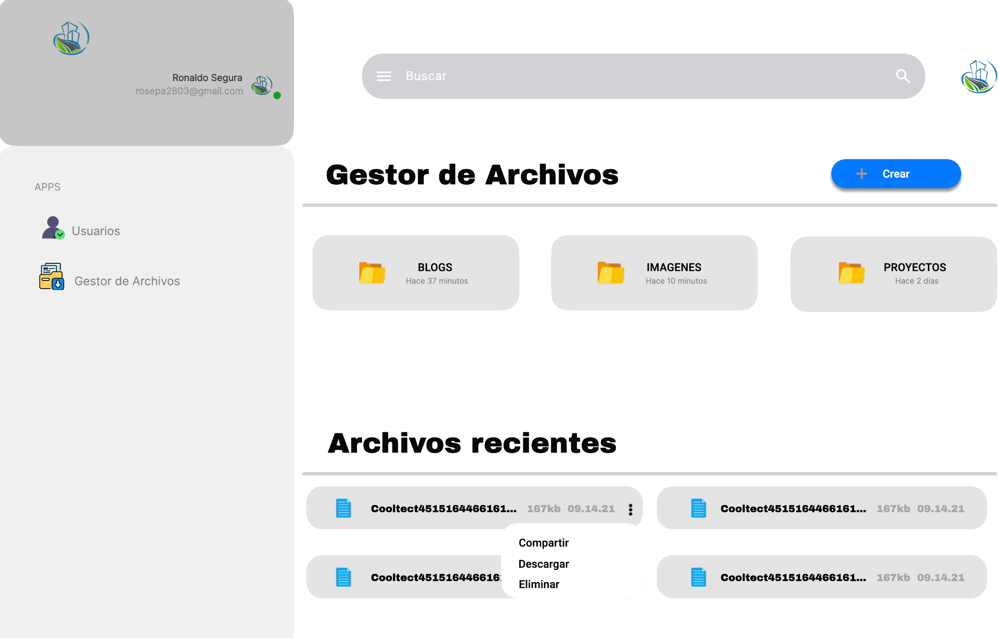 Ronaldo Segura
rosepa2803@gmail.com
Buscar
APPS
Usuarios
Gestor de Archivos
Gestor de Archivos
Crear
BLOGS
Hace 37 minutos
IMAGENES
Hace 10 minutos
PROYECTOS
Hace 2 días
Archivos recientes
Cooltect4515164466161... 167kb 09.14.21
Cooltect4515164466161... 167kb 09.14.21
Compartir
Descargar
Eliminar
Cooltect4515164466161
Cooltect4515164466161... 167kb 09.14.21